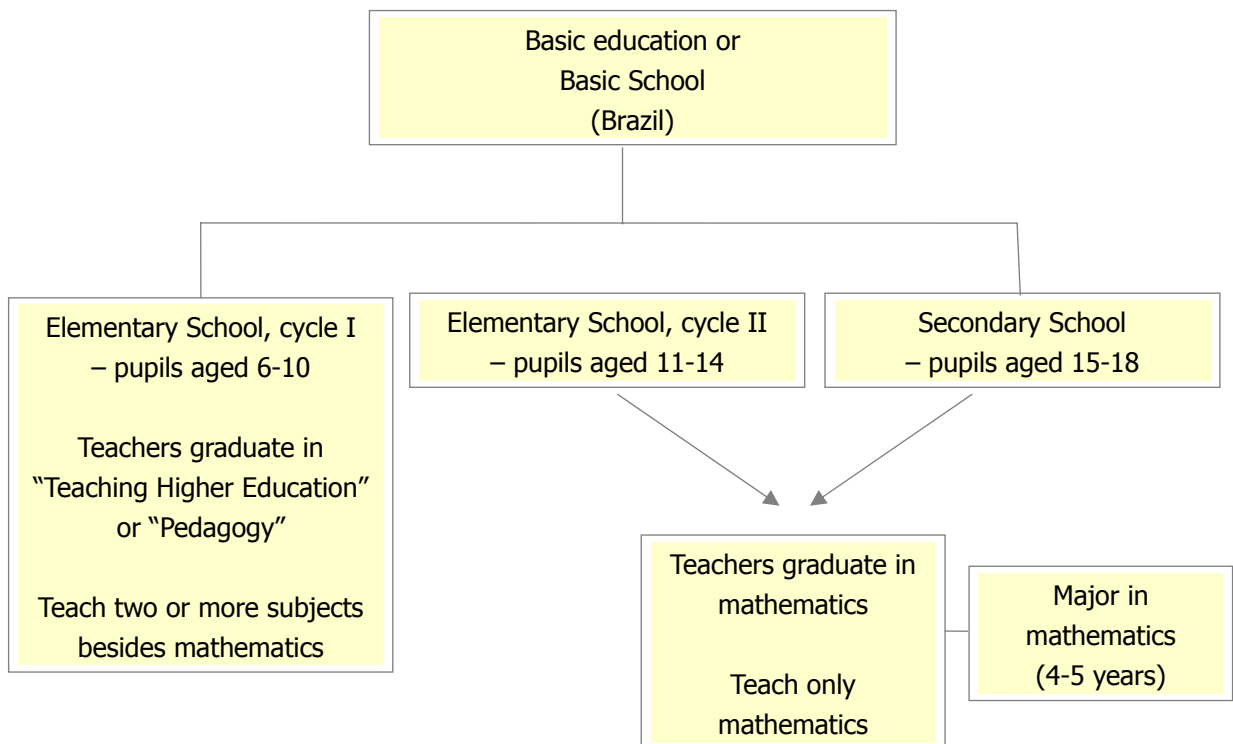 Basic education or
Basic School
(Brazil)
Elementary School, cycle I
– pupils aged 6-10
Teachers graduate in
“Teaching Higher Education”
or “Pedagogy”
Teach two or more subjects
besides mathematics
Elementary School, cycle II
– pupils aged 11-14
Secondary School
– pupils aged 15-18
Teachers graduate in
mathematics
Teach only
mathematics
Major in
mathematics
(4-5 years)